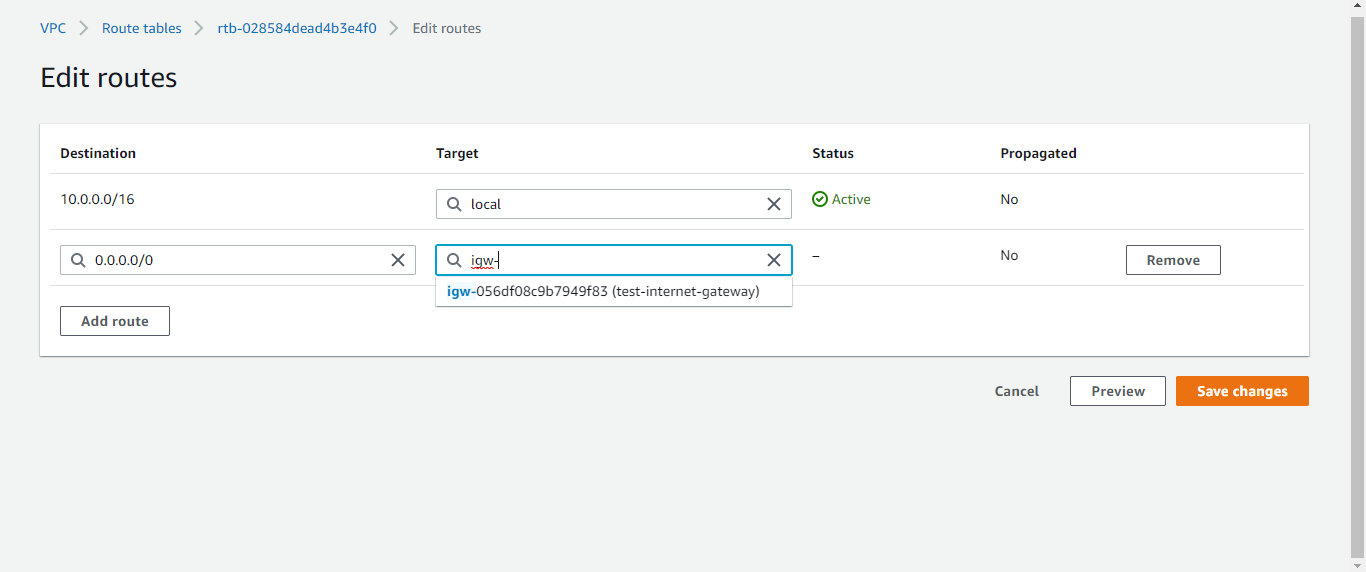 VPC Route tables rtb-028584dead4b3e4f0 Edit routes
Edit routes
Destination Target Status Propagated
10.0.0.0/16 local Active No
0.0.0.0/0 igw- – No Remove
igw-056df08c9b7949f83 (test-internet-gateway)
Add route
Cancel Preview Save changes